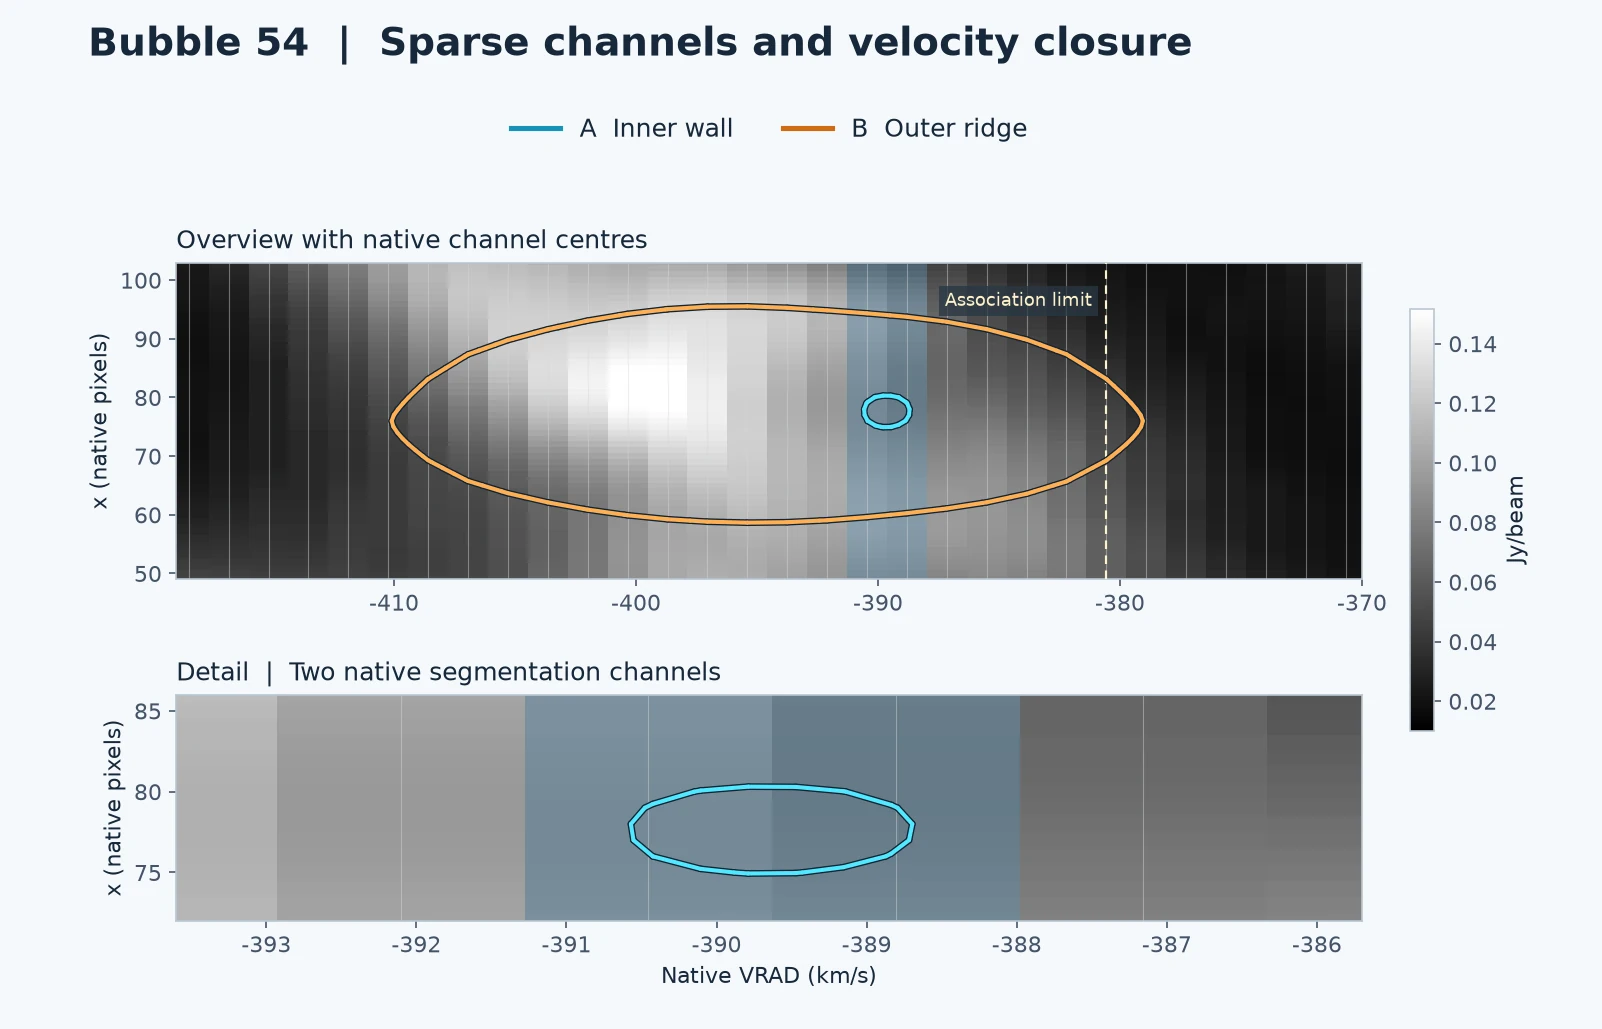 Bubble 54 | Sparse channels and velocity closure
A Inner wall
B Outer ridge
Overview with native channel centres
Association limit
x (native pixels)
100
90
80
70
60
50
-410
-400
-390
-380
-370
0.14
0.12
0.10
0.08
0.06
0.04
0.02
Jy/beam
Detail | Two native segmentation channels
x (native pixels)
85
80
75
-393
-392
-391
-390
-389
-388
-387
-386
Native VRAD (km/s)